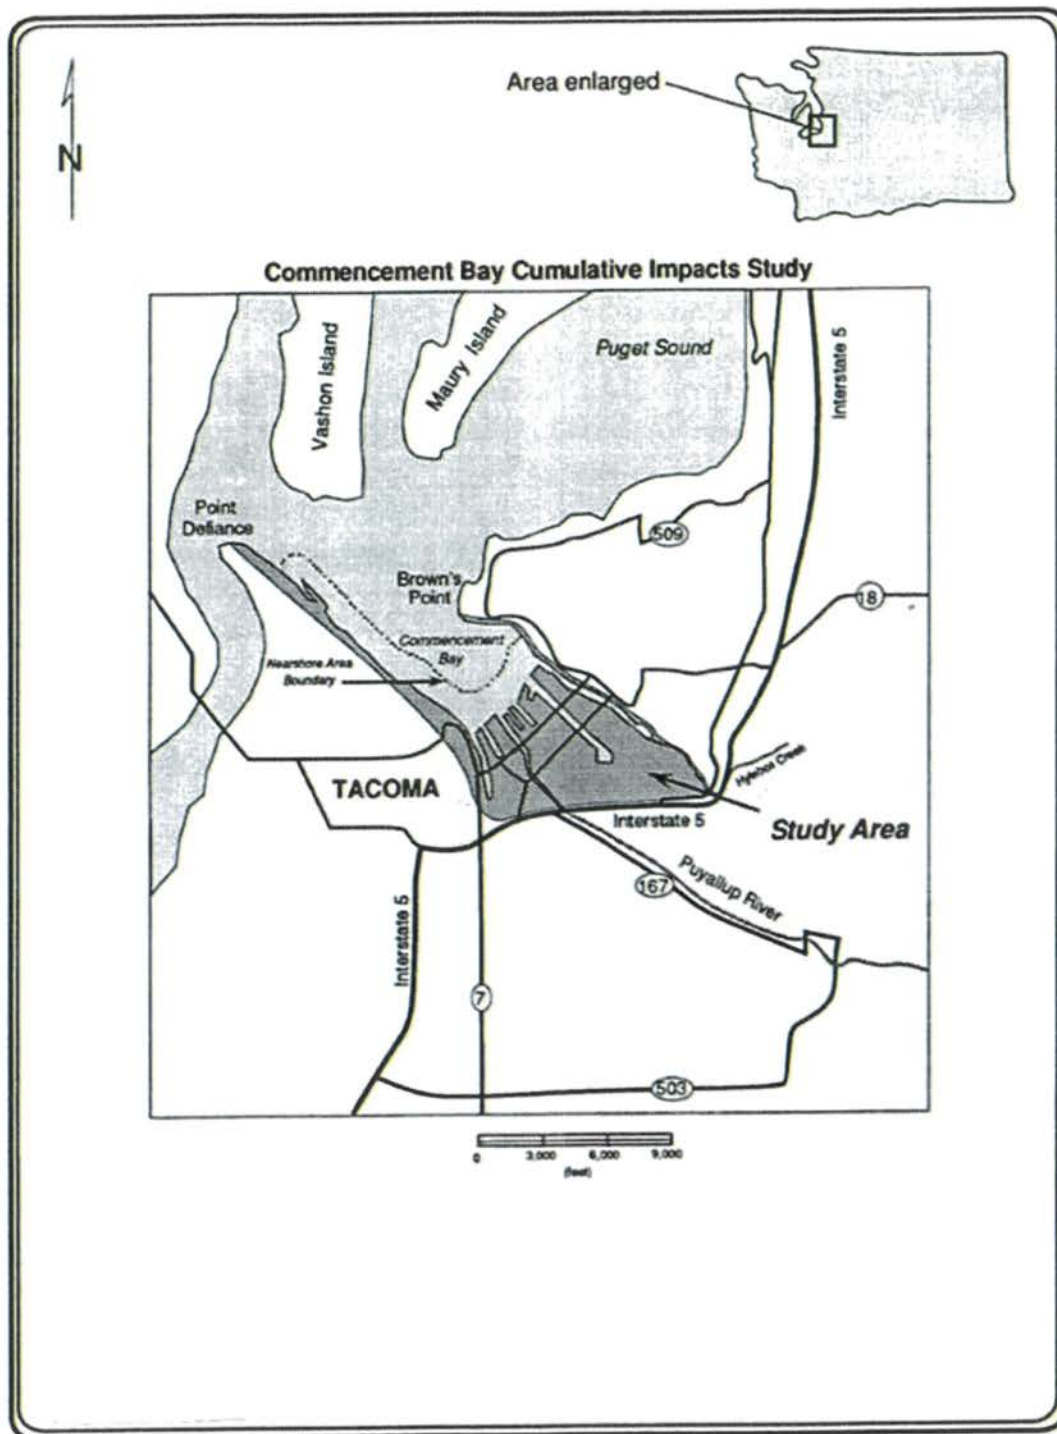 Area enlarged
N
Commencement Bay Cumulative Impacts Study
Vashon Island
Maury Island
Puget Sound
Interstate 5
Point
Defiance
509
Brown's
Point
18
Commencement
Bay
Nearshore Area
Boundary
Hylebos Creek
TACOMA
Interstate 5
Study Area
Puyallup River
167
Interstate 5
7
503
0 3,000 6,000 9,000
(feet)